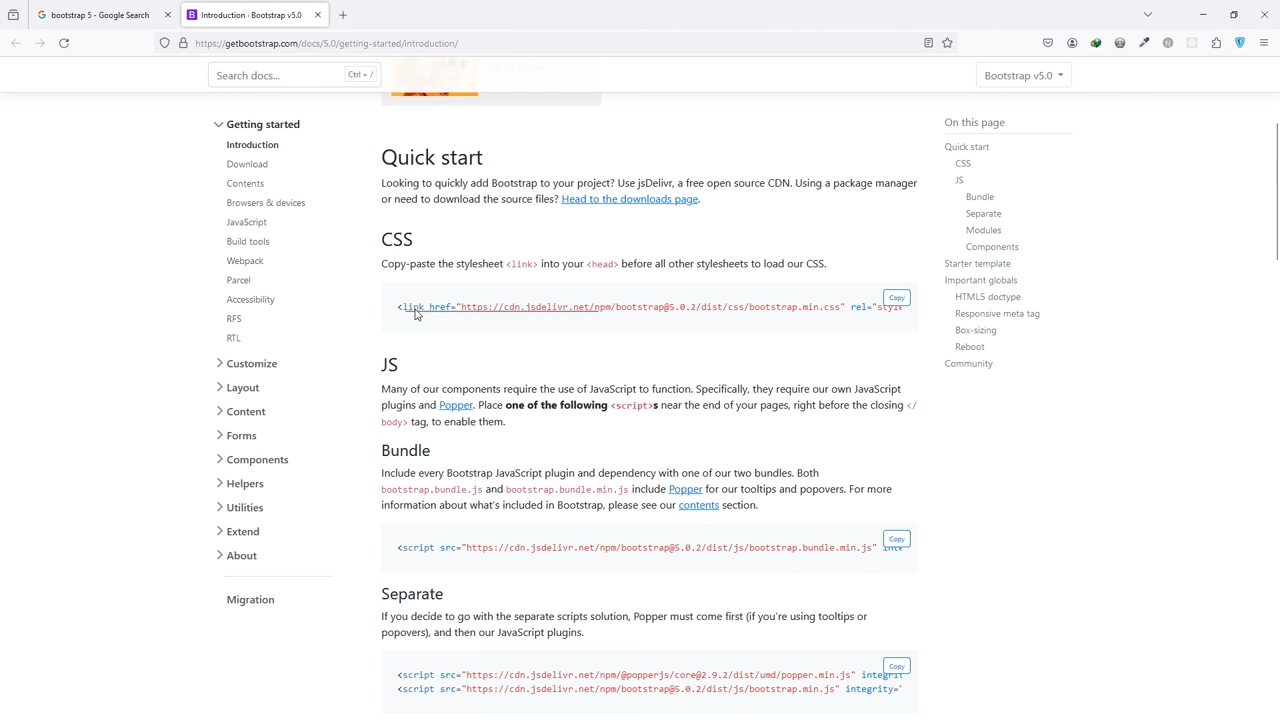 bootstrap 5 - Google Search
Introduction · Bootstrap v5.0
https://getbootstrap.com/docs/5.0/getting-started/introduction/
Search docs...
Ctrl + /
Bootstrap v5.0
Getting started
Introduction
Download
Contents
Browsers & devices
JavaScript
Build tools
Webpack
Parcel
Accessibility
RFS
RTL
Customize
Layout
Content
Forms
Components
Helpers
Utilities
Extend
About
Migration
Quick start
Looking to quickly add Bootstrap to your project? Use jsDelivr, a free open source CDN. Using a package manager
or need to download the source files? Head to the downloads page.
CSS
Copy-paste the stylesheet <link> into your <head> before all other stylesheets to load our CSS.
Copy
<link href="https://cdn.jsdelivr.net/npm/bootstrap@5.0.2/dist/css/bootstrap.min.css" rel="style
JS
Many of our components require the use of JavaScript to function. Specifically, they require our own JavaScript
plugins and Popper. Place one of the following <script>s near the end of your pages, right before the closing </
body> tag, to enable them.
Bundle
Include every Bootstrap JavaScript plugin and dependency with one of our two bundles. Both
bootstrap.bundle.js and bootstrap.bundle.min.js include Popper for our tooltips and popovers. For more
information about what's included in Bootstrap, please see our contents section.
Copy
<script src="https://cdn.jsdelivr.net/npm/bootstrap@5.0.2/dist/js/bootstrap.bundle.min.js" inte
Separate
If you decide to go with the separate scripts solution, Popper must come first (if you're using tooltips or
popovers), and then our JavaScript plugins.
Copy
<script src="https://cdn.jsdelivr.net/npm/@popperjs/core@2.9.2/dist/umd/popper.min.js" integrit
<script src="https://cdn.jsdelivr.net/npm/bootstrap@5.0.2/dist/js/bootstrap.min.js" integrity="
On this page
Quick start
CSS
JS
Bundle
Separate
Modules
Components
Starter template
Important globals
HTML5 doctype
Responsive meta tag
Box-sizing
Reboot
Community